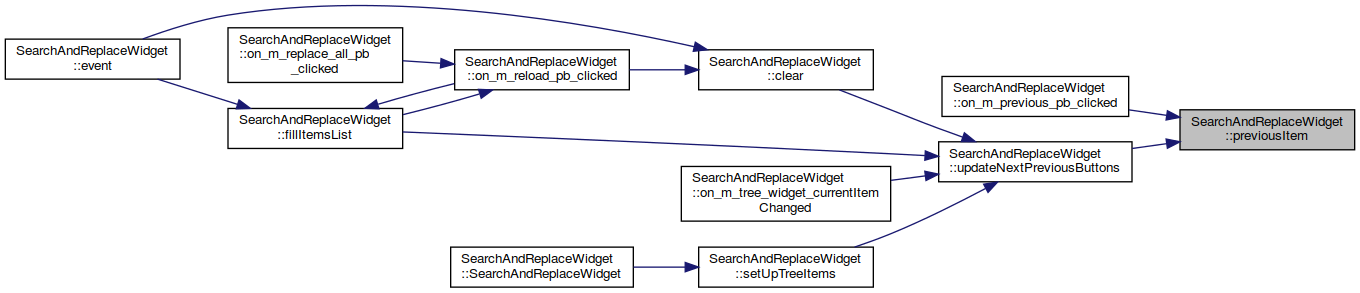 SearchAndReplaceWidget
::event
SearchAndReplaceWidget
::on_m_replace_all_pb
_clicked
SearchAndReplaceWidget
::fillItemsList
SearchAndReplaceWidget
::on_m_reload_pb_clicked
SearchAndReplaceWidget
::clear
SearchAndReplaceWidget
::on_m_tree_widget_currentItem
Changed
SearchAndReplaceWidget
::SearchAndReplaceWidget
SearchAndReplaceWidget
::setUpTreeItems
SearchAndReplaceWidget
::on_m_previous_pb_clicked
SearchAndReplaceWidget
::updateNextPreviousButtons
SearchAndReplaceWidget
::previousItem